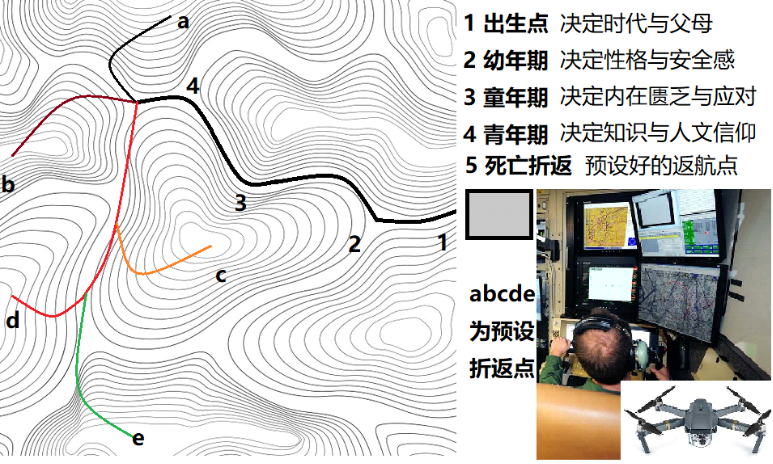 a
4
b
3
2
1
c
d
e
1 出生点 决定时代与父母
2 幼年期 决定性格与安全感
3 童年期 决定内在匮乏与应对
4 青年期 决定知识与人文信仰
5 死亡折返 预设好的返航点
abcde
为预设
折返点